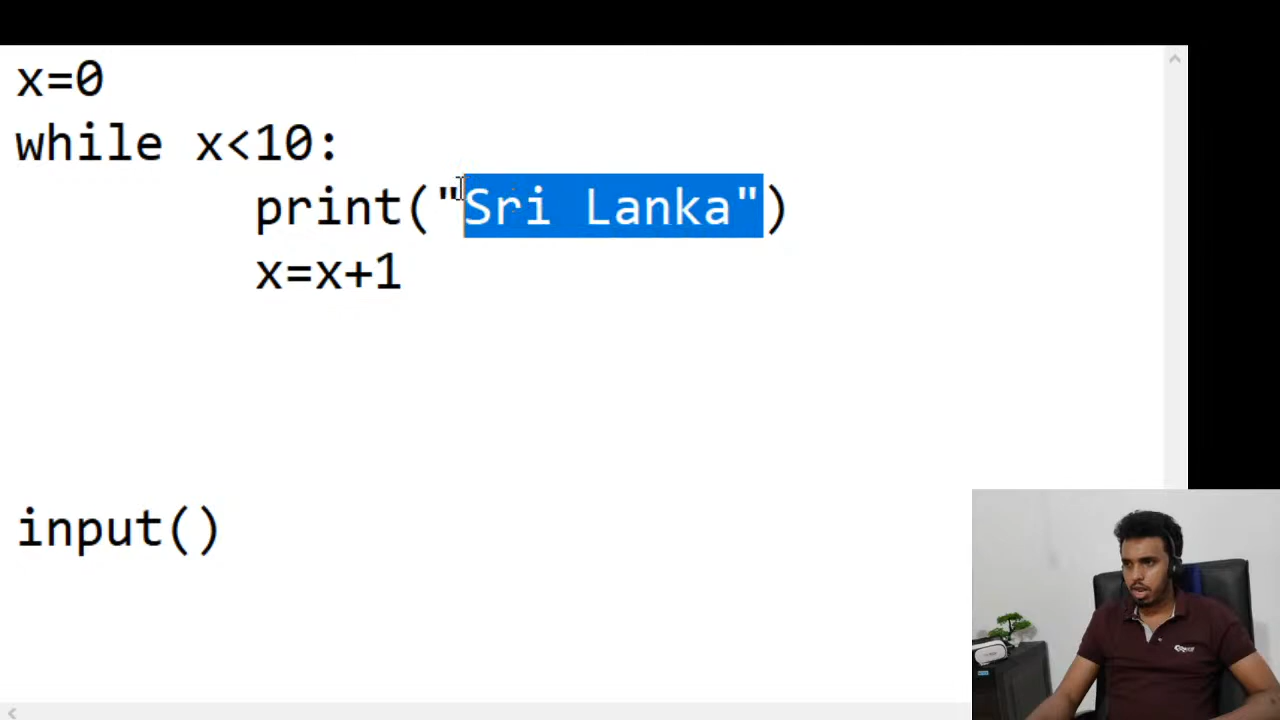 x=0
while x<10:
        print("Sri Lanka")
        x=x+1
input()